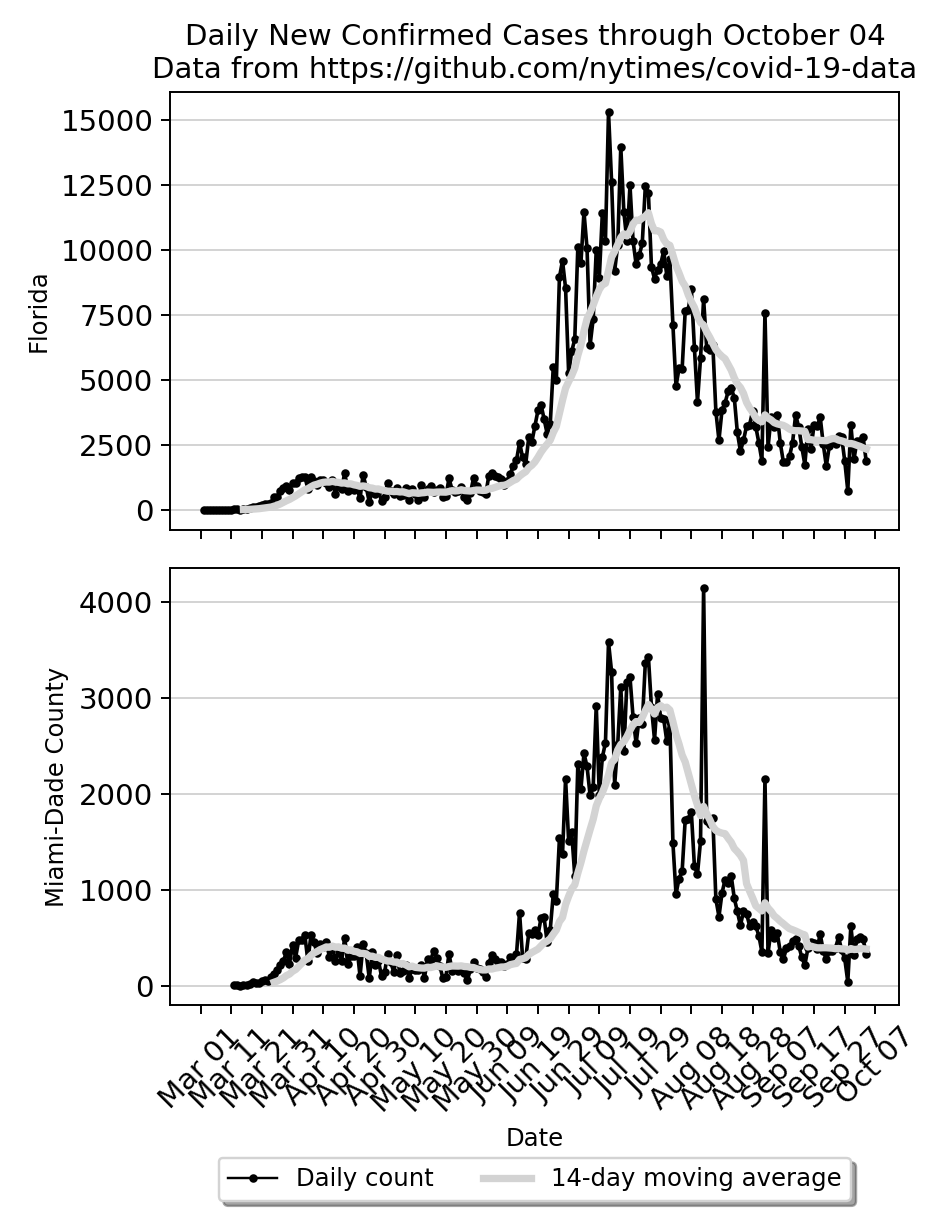 Daily New Confirmed Cases through October 04
Data from https://github.com/nytimes/covid-19-data
15000
12500
10000
7500
5000
2500
0
Florida
4000
3000
2000
1000
0
Miami-Dade County
Mar 01
Mar 11
Mar 21
Mar 31
Apr 10
Apr 20
Apr 30
May 10
May 20
May 30
Jun 09
Jun 19
Jun 29
Jul 09
Jul 19
Jul 29
Aug 08
Aug 18
Aug 28
Sep 07
Sep 17
Sep 27
Oct 07
Date
Daily count
14-day moving average